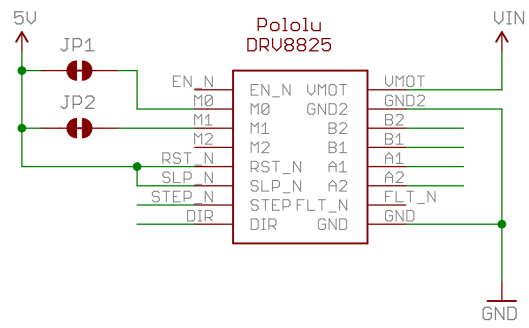 5V
VIN
Pololu
DRV8825
JP1
JP2
EN_N EN_N VMOT VMOT
M0 M0 GND2 GND2
M1 M1 B2 B2
M2 M2 B1 B1
RST_N RST_N A1 A1
SLP_N SLP_N A2 A2
STEP_N STEP FLT_N FLT_N
DIR DIR GND GND
GND